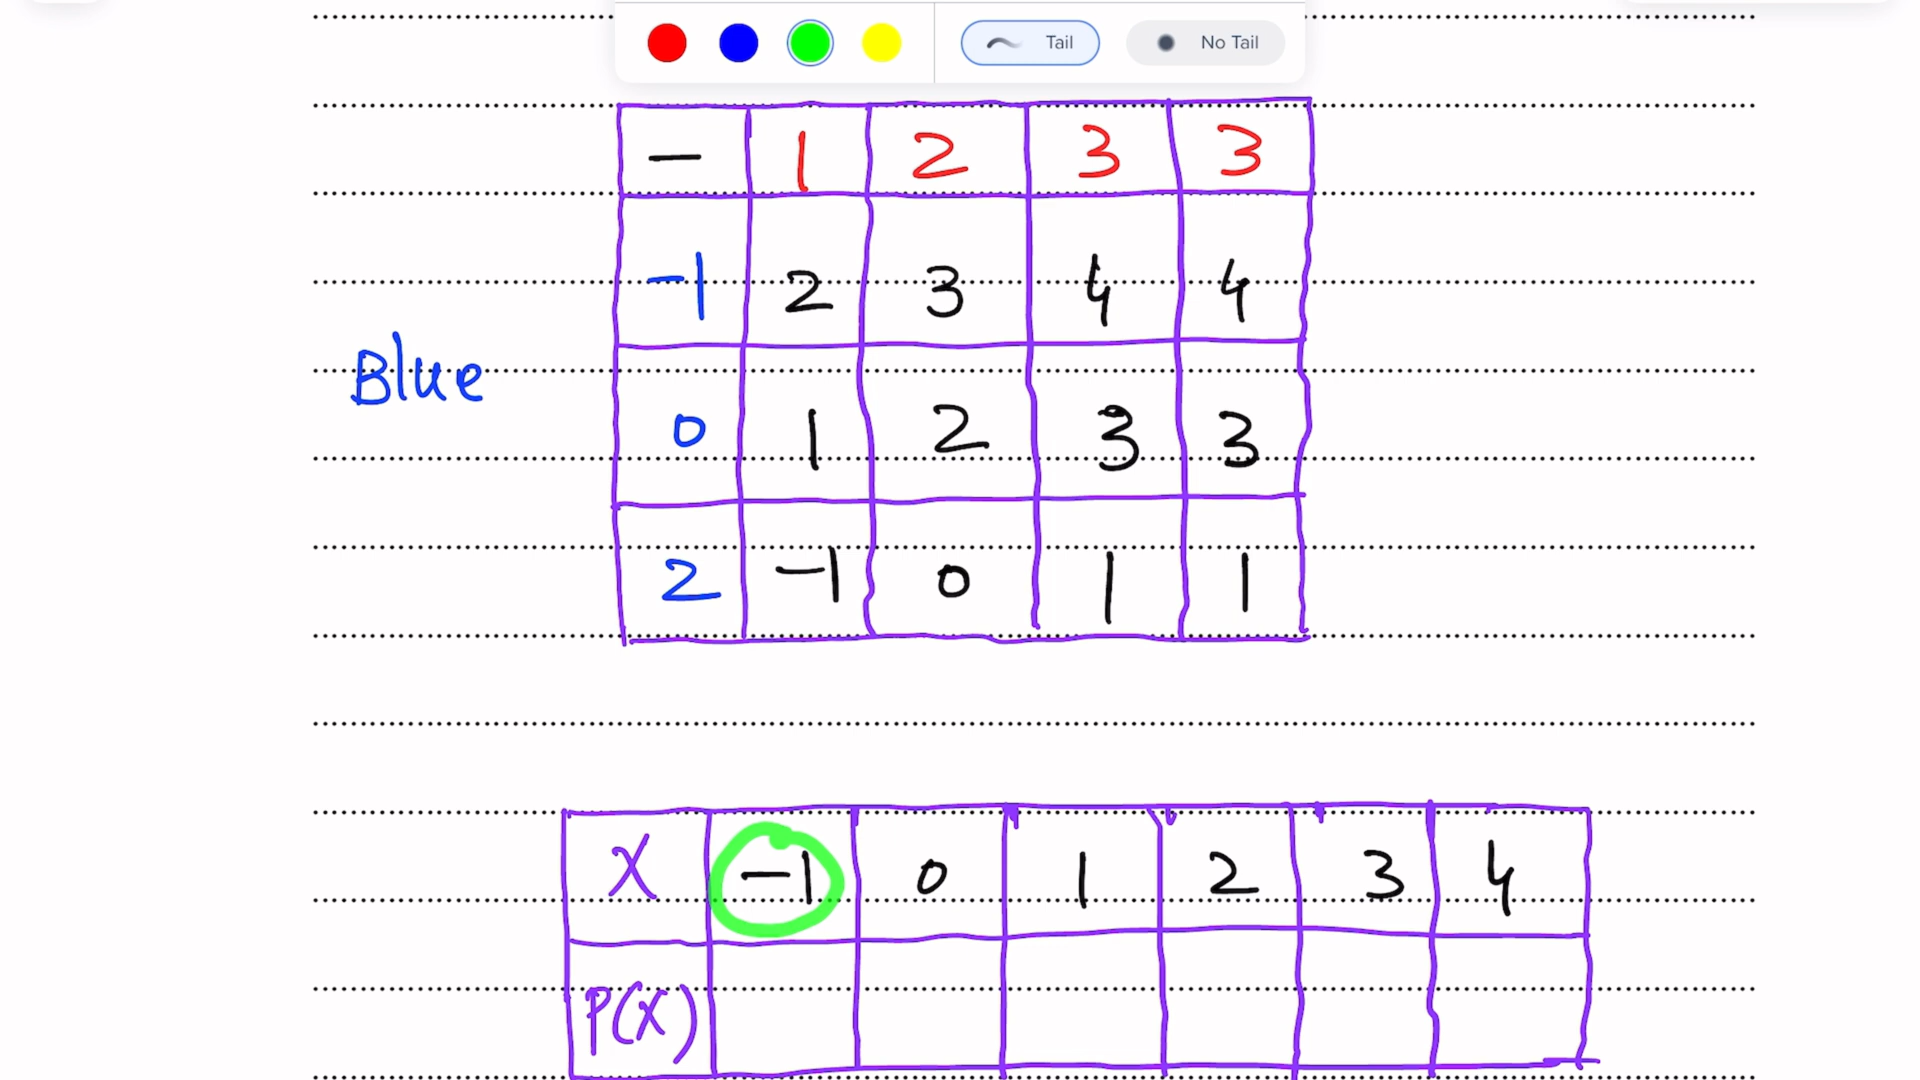 Tail No Tail
− 1 2 3 3
−1 2 3 4 4
Blue
0 1 2 3 3
2 −1 0 1 1
X −1 0 1 2 3 4
P(X)